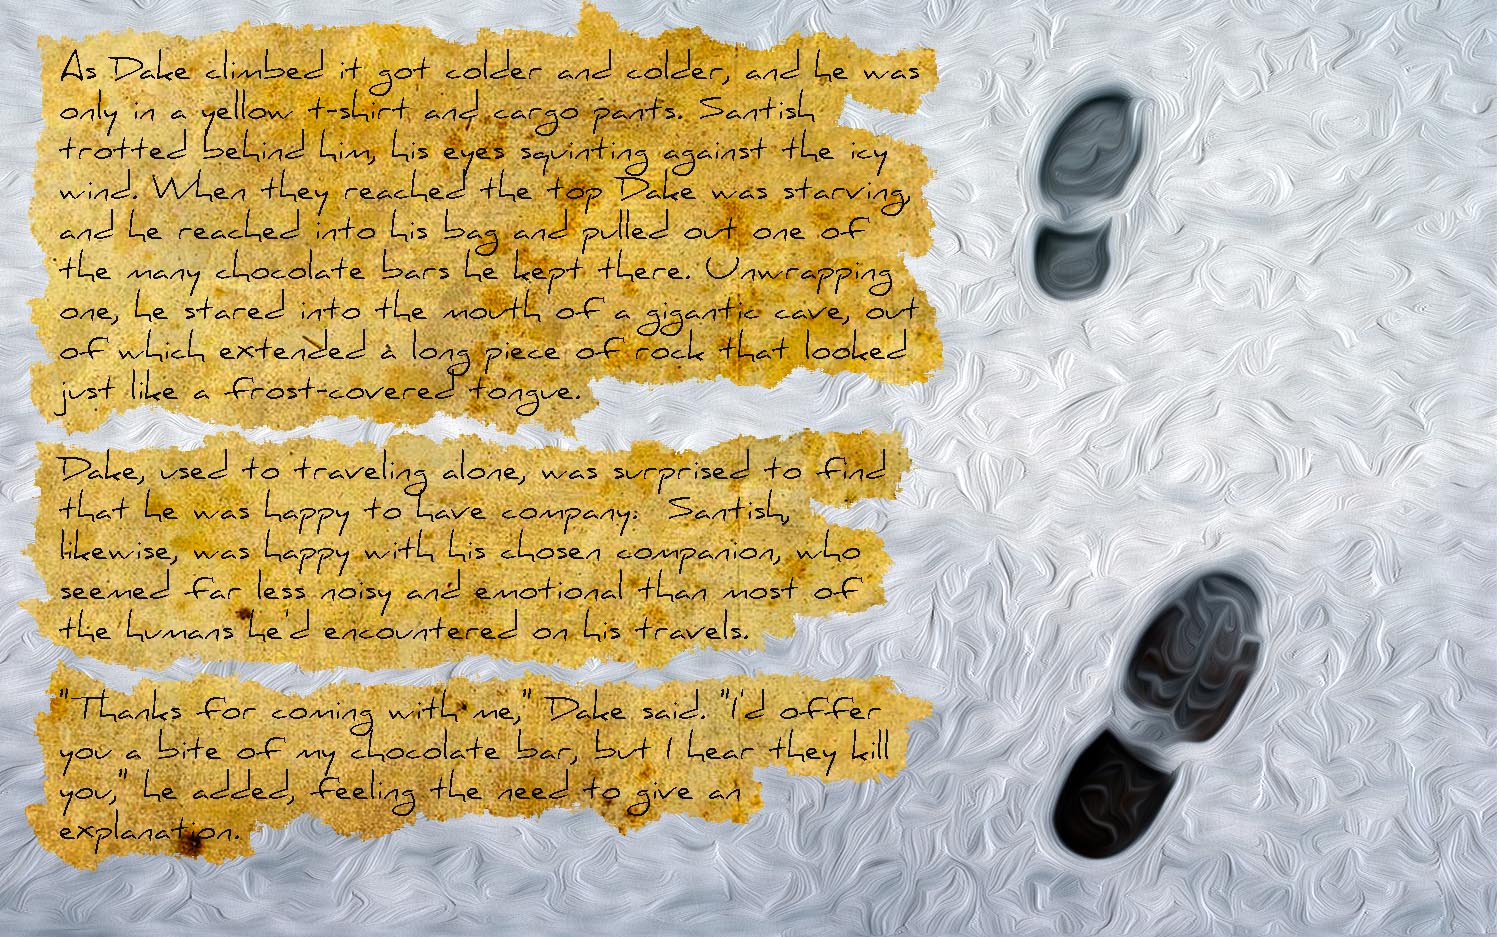 As Dake climbed it got colder and colder, and he was
only in a yellow t-shirt and cargo pants. Santish
trotted behind him, his eyes squinting against the icy
wind. When they reached the top Dake was starving,
and he reached into his bag and pulled out one of
the many chocolate bars he kept there. Unwrapping
one, he stared into the mouth of a gigantic cave, out
of which extended a long piece of rock that looked
just like a frost-covered tongue.
Dake, used to traveling alone, was surprised to find
that he was happy to have company. Santish,
likewise, was happy with his chosen companion, who
seemed far less noisy and emotional than most of
the humans he'd encountered on his travels.
"Thanks for coming with me," Dake said. "I'd offer
you a bite of my chocolate bar, but I hear they kill
you," he added, feeling the need to give an
explanation.